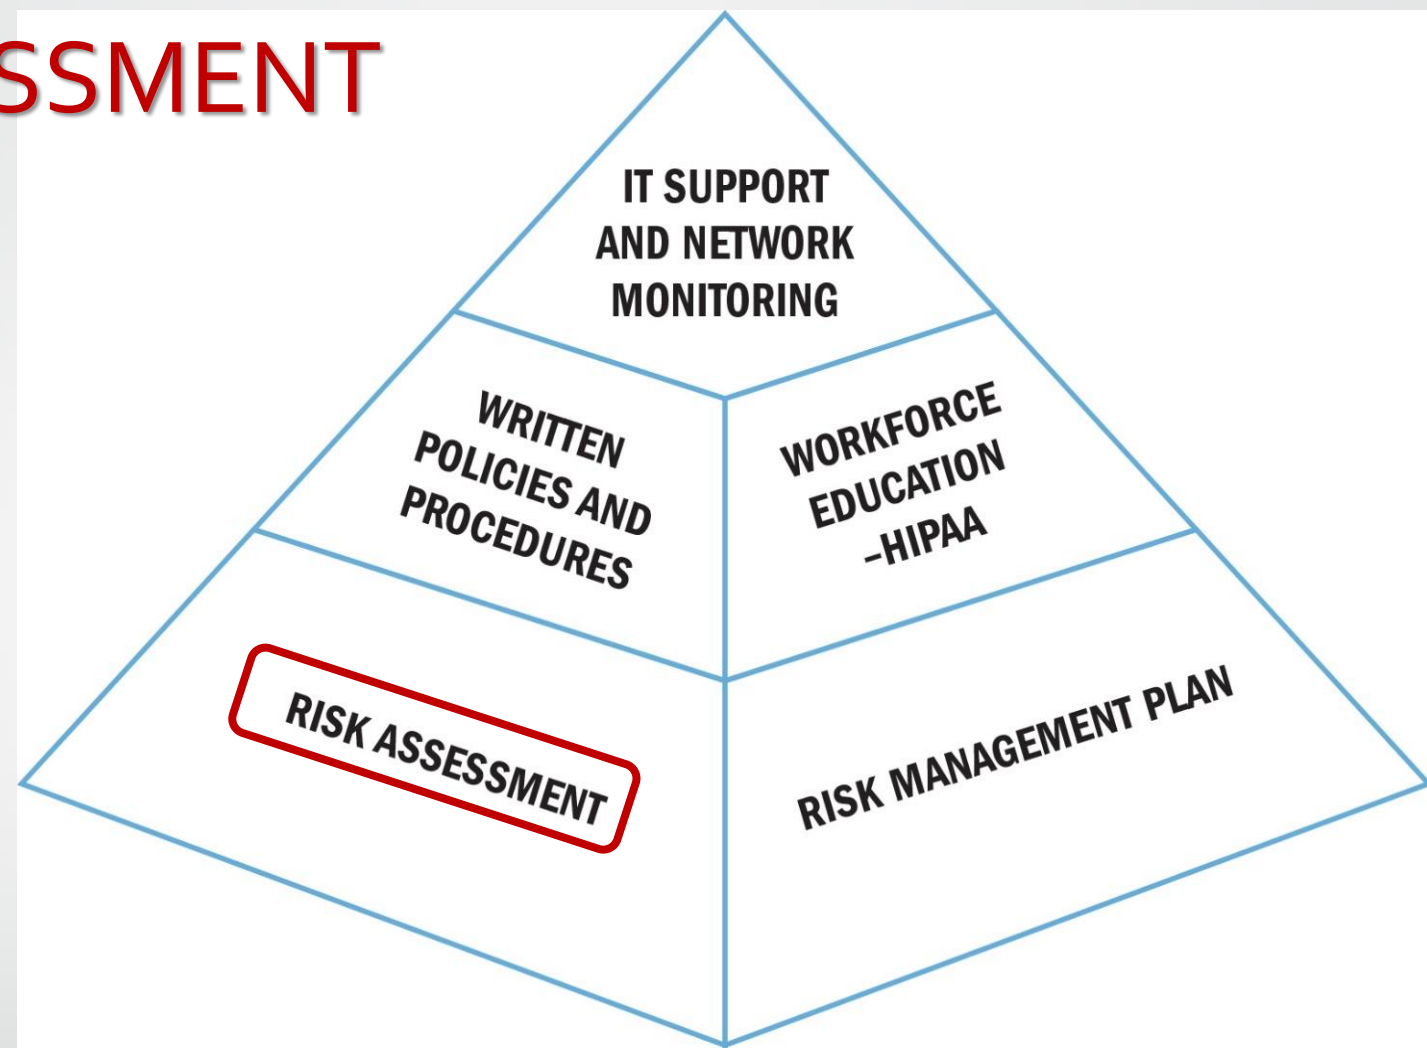 SSMENT
IT SUPPORT
AND NETWORK
MONITORING
WRITTEN
POLICIES AND
PROCEDURES
WORKFORCE
EDUCATION
–HIPAA
RISK ASSESSMENT
RISK MANAGEMENT PLAN